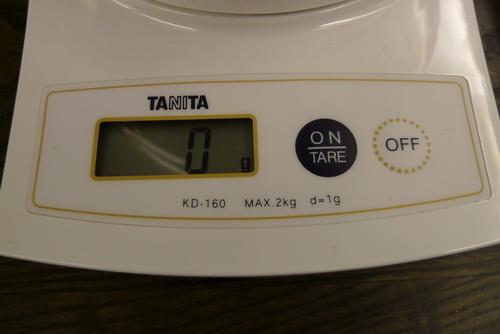 TANITA
0 g
ON
TARE
OFF
KD-160 MAX.2kg d=1g